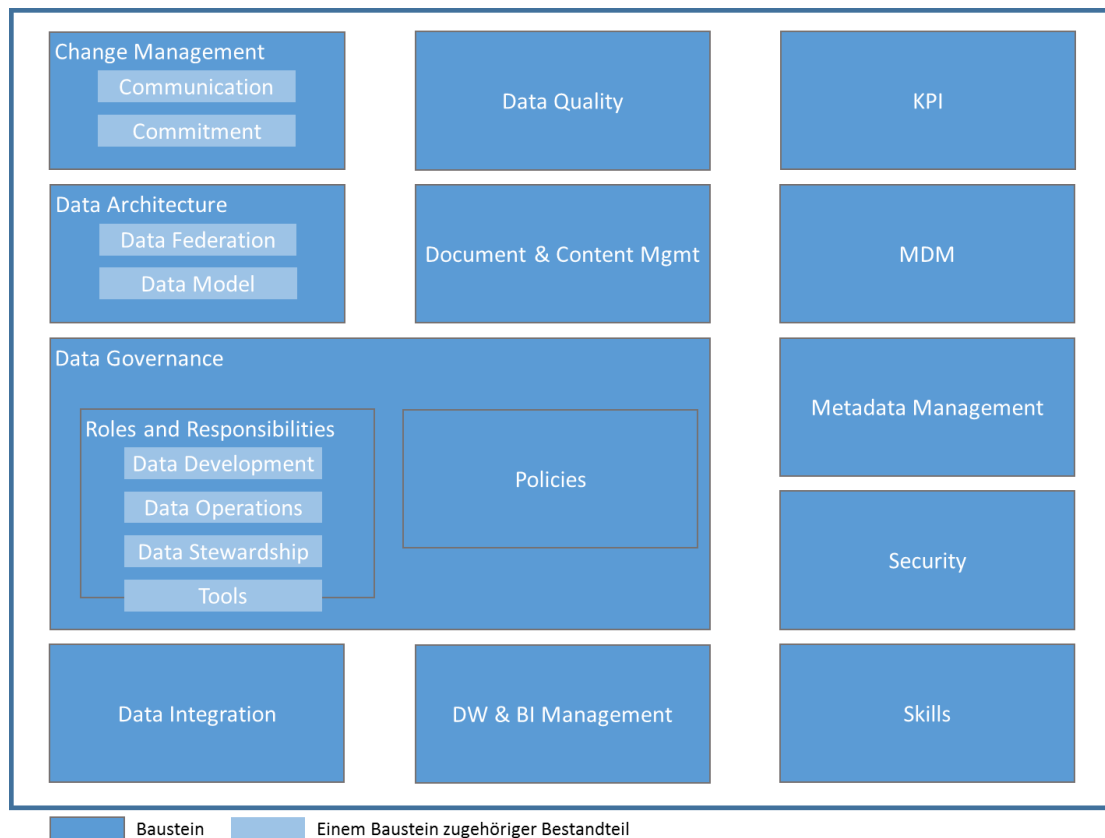 Change Management
Communication
Commitment
Data Quality
KPI
Data Architecture
Data Federation
Data Model
Document & Content Mgmt
MDM
Data Governance
Roles and Responsibilities
Data Development
Data Operations
Data Stewardship
Tools
Policies
Metadata Management
Security
Data Integration
DW & BI Management
Skills
Baustein
Einem Baustein zugehöriger Bestandteil